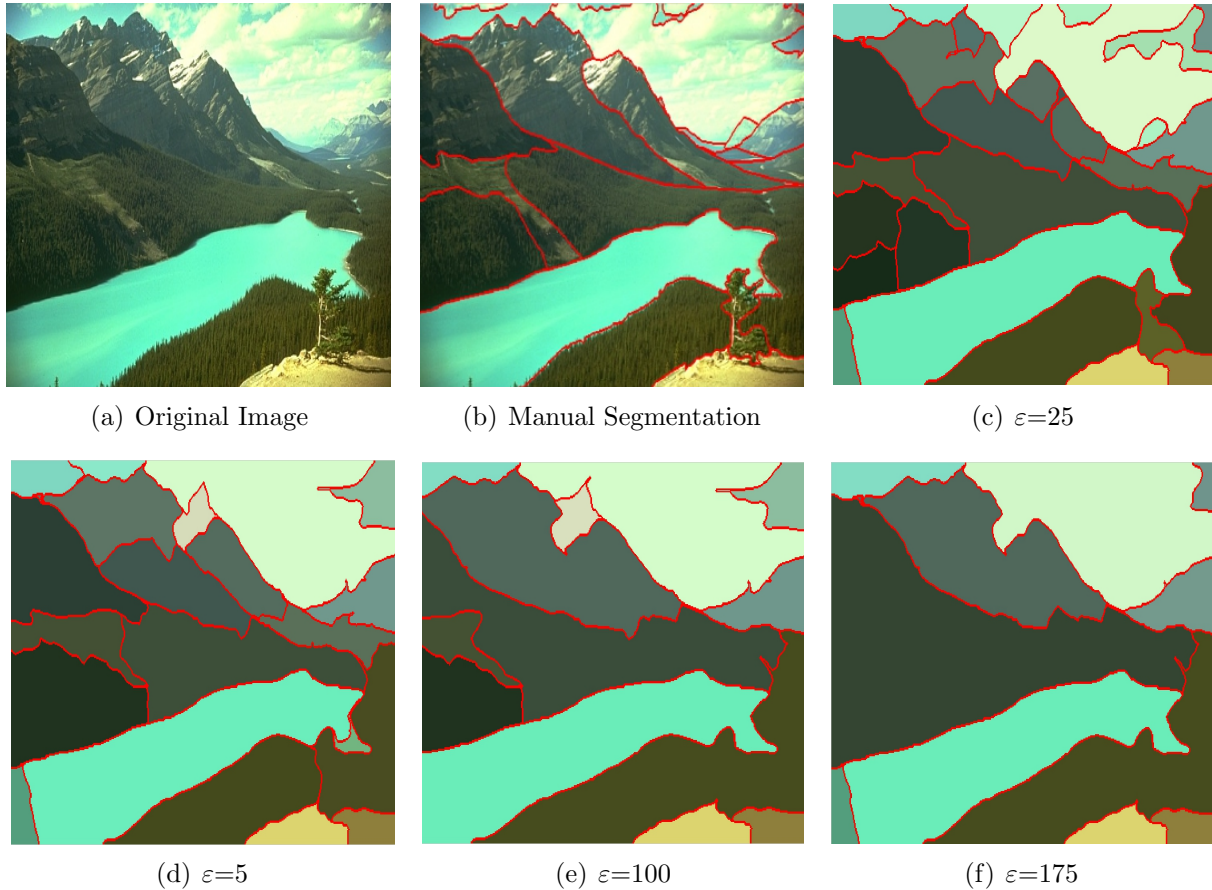 (a) Original Image
(b) Manual Segmentation
(c) ε=25
(d) ε=5
(e) ε=100
(f) ε=175